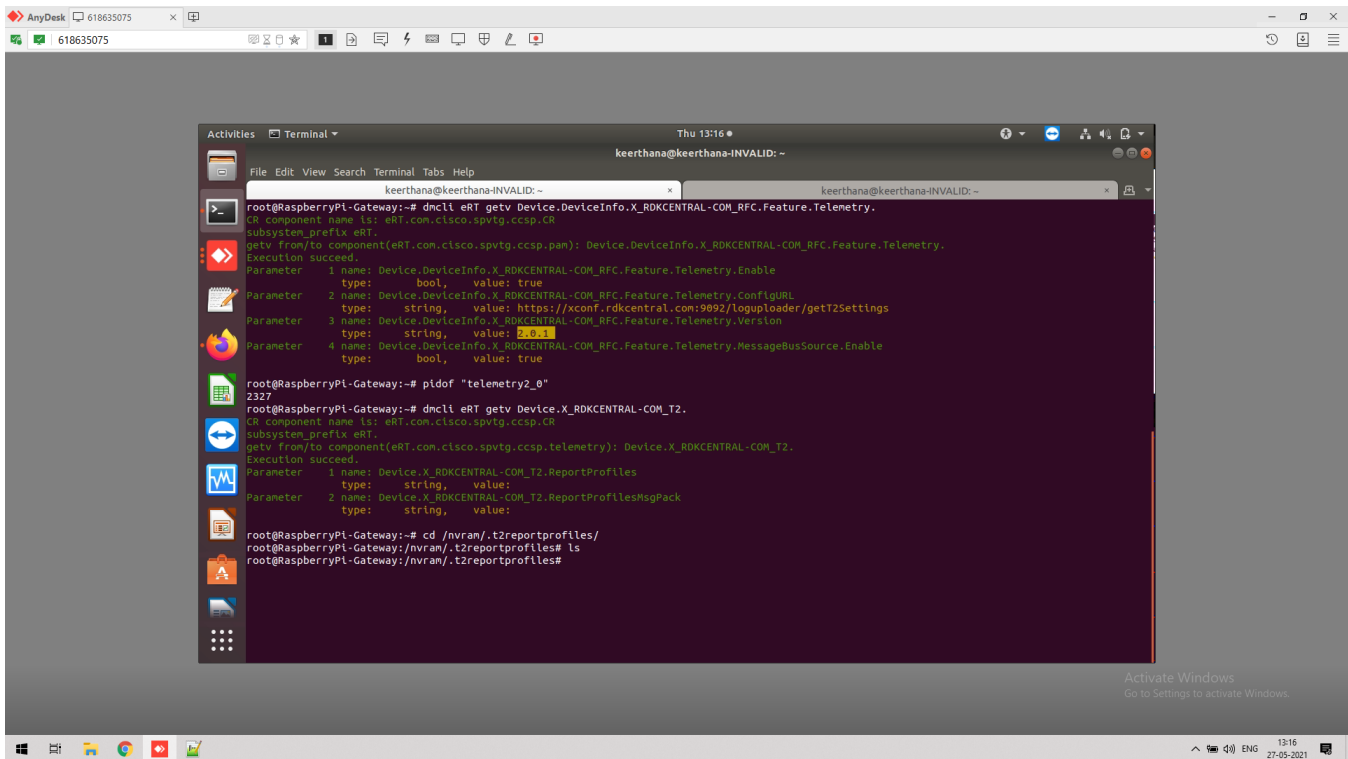 AnyDesk 618635075
618635075
Activities Terminal Thu 13:16
keerthana@keerthana-INVALID: ~
File Edit View Search Terminal Tabs Help
keerthana@keerthana-INVALID: ~ × keerthana@keerthana-INVALID: ~ ×
root@RaspberryPi-Gateway:~# dmcli eRT getv Device.DeviceInfo.X_RDKCENTRAL-COM_RFC.Feature.Telemetry.
CR component name is: eRT.com.cisco.spvtg.ccsp.CR
subsystem_prefix eRT.
getv from/to component(eRT.com.cisco.spvtg.ccsp.pam): Device.DeviceInfo.X_RDKCENTRAL-COM_RFC.Feature.Telemetry.
Execution succeed.
Parameter 1 name: Device.DeviceInfo.X_RDKCENTRAL-COM_RFC.Feature.Telemetry.Enable
type: bool, value: true
Parameter 2 name: Device.DeviceInfo.X_RDKCENTRAL-COM_RFC.Feature.Telemetry.ConfigURL
type: string, value: https://xconf.rdkcentral.com:9092/loguploader/getT2Settings
Parameter 3 name: Device.DeviceInfo.X_RDKCENTRAL-COM_RFC.Feature.Telemetry.Version
type: string, value: 2.0.1
Parameter 4 name: Device.DeviceInfo.X_RDKCENTRAL-COM_RFC.Feature.Telemetry.MessageBusSource.Enable
type: bool, value: true
root@RaspberryPi-Gateway:~# pidof "telemetry2_0"
2327
root@RaspberryPi-Gateway:~# dmcli eRT getv Device.X_RDKCENTRAL-COM_T2.
CR component name is: eRT.com.cisco.spvtg.ccsp.CR
subsystem_prefix eRT.
getv from/to component(eRT.com.cisco.spvtg.ccsp.telemetry): Device.X_RDKCENTRAL-COM_T2.
Execution succeed.
Parameter 1 name: Device.X_RDKCENTRAL-COM_T2.ReportProfiles
type: string, value:
Parameter 2 name: Device.X_RDKCENTRAL-COM_T2.ReportProfilesMsgPack
type: string, value:
root@RaspberryPi-Gateway:~# cd /nvram/.t2reportprofiles/
root@RaspberryPi-Gateway:/nvram/.t2reportprofiles# ls
root@RaspberryPi-Gateway:/nvram/.t2reportprofiles#
Activate Windows
Go to Settings to activate Windows.
ENG 13:16
27-05-2021